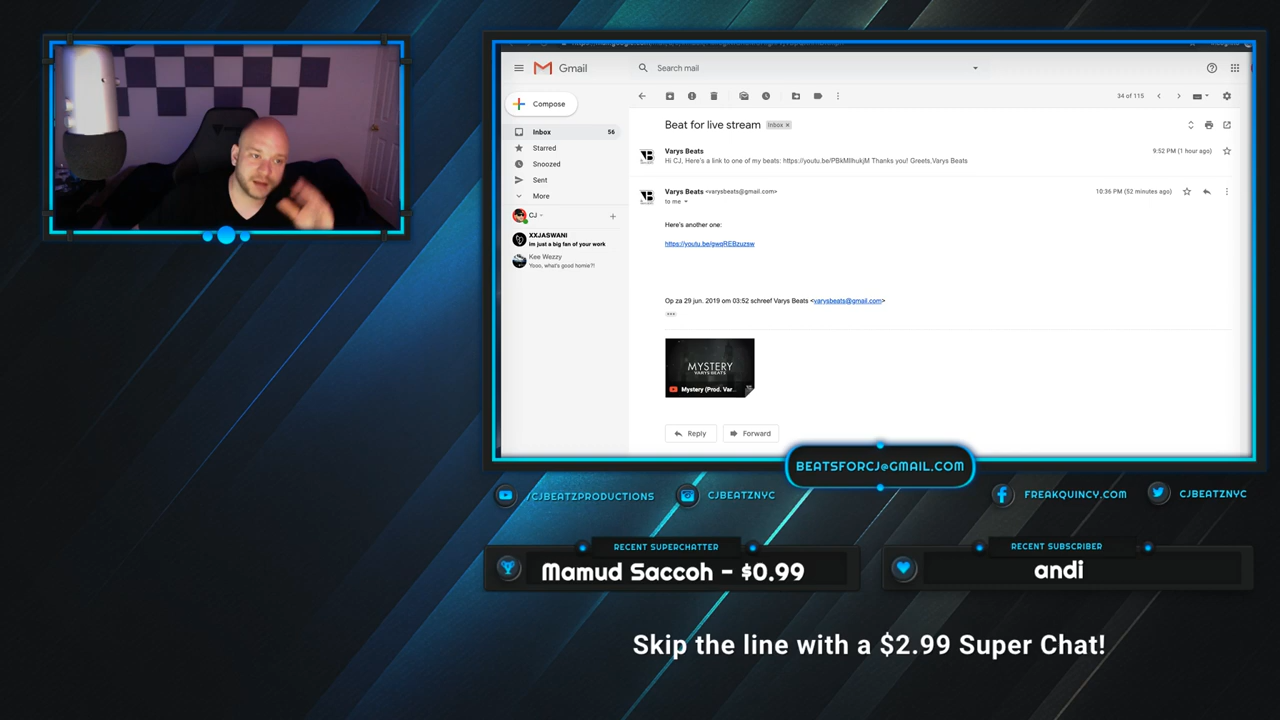 Gmail
Search mail
Compose
34 of 115
Inbox 56
Starred
Snoozed
Sent
More
CJ
XXJASWANI
im just a big fan of your work
Kee Wezzy
Yooo, what's good homie?!
Beat for live stream Inbox x
Varys Beats 9:52 PM (1 hour ago)
Hi CJ, Here's a link to one of my beats: https://youtu.be/PBkMIlhukjM Thank you! Greets,Varys Beats
Varys Beats <varysbeats@gmail.com> 10:36 PM (52 minutes ago)
to me
Here's another one:
https://youtu.be/gwqREBzuzsw
Op za 29 jun. 2019 om 03:52 schreef Varys Beats <varysbeats@gmail.com>
MYSTERY
VARYS BEATS
Mystery (Prod. Var...
Reply Forward
BEATSFORCJ@GMAIL.COM
/CJBEATZPRODUCTIONS CJBEATZNYC FREAKQUINCY.COM CJBEATZNYC
RECENT SUPERCHATTER
Mamud Saccoh - $0.99
RECENT SUBSCRIBER
andi
Skip the line with a $2.99 Super Chat!